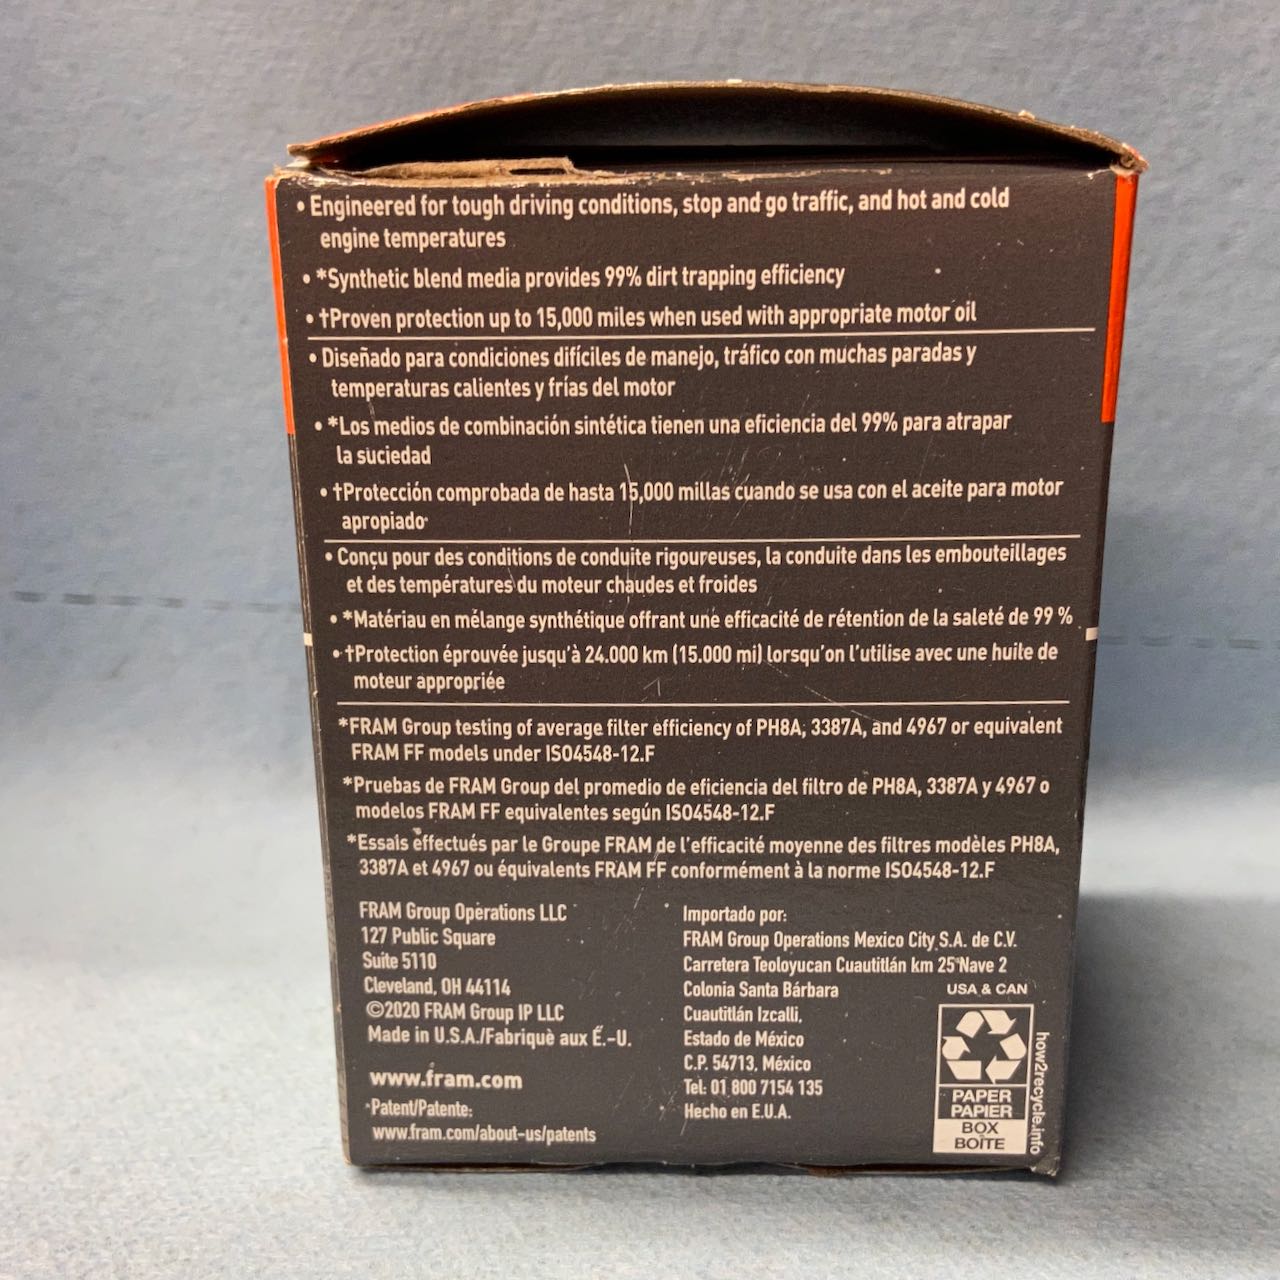 • Engineered for tough driving conditions, stop and go traffic, and hot and cold
engine temperatures
• *Synthetic blend media provides 99% dirt trapping efficiency
• †Proven protection up to 15,000 miles when used with appropriate motor oil
• Diseñado para condiciones difíciles de manejo, tráfico con muchas paradas y
temperaturas calientes y frías del motor
• *Los medios de combinación sintética tienen una eficiencia del 99% para atrapar
la suciedad
• †Protección comprobada de hasta 15,000 millas cuando se usa con el aceite para motor
apropiado
• Conçu pour des conditions de conduite rigoureuses, la conduite dans les embouteillages
et des températures du moteur chaudes et froides
• *Matériau en mélange synthétique offrant une efficacité de rétention de la saleté de 99 %
• †Protection éprouvée jusqu'à 24.000 km (15.000 mi) lorsqu'on l'utilise avec une huile de
moteur appropriée
*FRAM Group testing of average filter efficiency of PH8A, 3387A, and 4967 or equivalent
FRAM FF models under ISO4548-12.F
*Pruebas de FRAM Group del promedio de eficiencia del filtro de PH8A, 3387A y 4967 o
modelos FRAM FF equivalentes según ISO4548-12.F
*Essais effectués par le Groupe FRAM de l'efficacité moyenne des filtres modèles PH8A,
3387A et 4967 ou équivalents FRAM FF conformément à la norme ISO4548-12.F
FRAM Group Operations LLC
127 Public Square
Suite 5110
Cleveland, OH 44114
©2020 FRAM Group IP LLC
Made in U.S.A./Fabriquè aux É.-U.
www.fram.com
Patent/Patente:
www.fram.com/about-us/patents
Importado por:
FRAM Group Operations Mexico City S.A. de C.V.
Carretera Teoloyucan Cuautitlán km 25 Nave 2
Colonia Santa Bárbara
Cuautitlán Izcalli,
Estado de México
C.P. 54713, México
Tel: 01 800 7154 135
Hecho en E.U.A.
USA & CAN
PAPER
PAPIER
BOX
BOÎTE
how2recycle.info